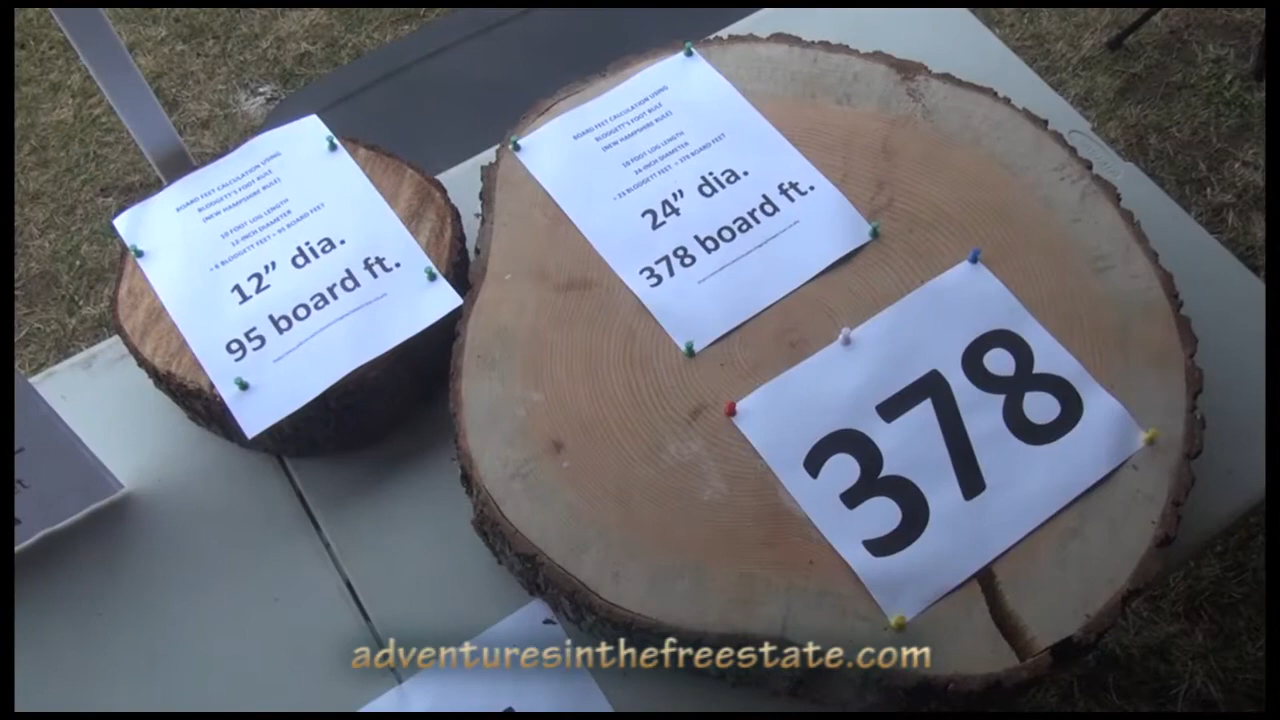 BOARD FEET CALCULATION USING
BLODGETT'S FOOT RULE
(NEW HAMPSHIRE RULE)
10 FOOT LOG LENGTH
12-INCH DIAMETER
= 6 BLODGETT FEET = 95 BOARD FEET
12” dia.
95 board ft.
BOARD FEET CALCULATION USING
BLODGETT'S FOOT RULE
(NEW HAMPSHIRE RULE)
10 FOOT LOG LENGTH
24-INCH DIAMETER
= 23 BLODGETT FEET = 378 BOARD FEET
24” dia.
378 board ft.
378
adventuresinthefreestate.com